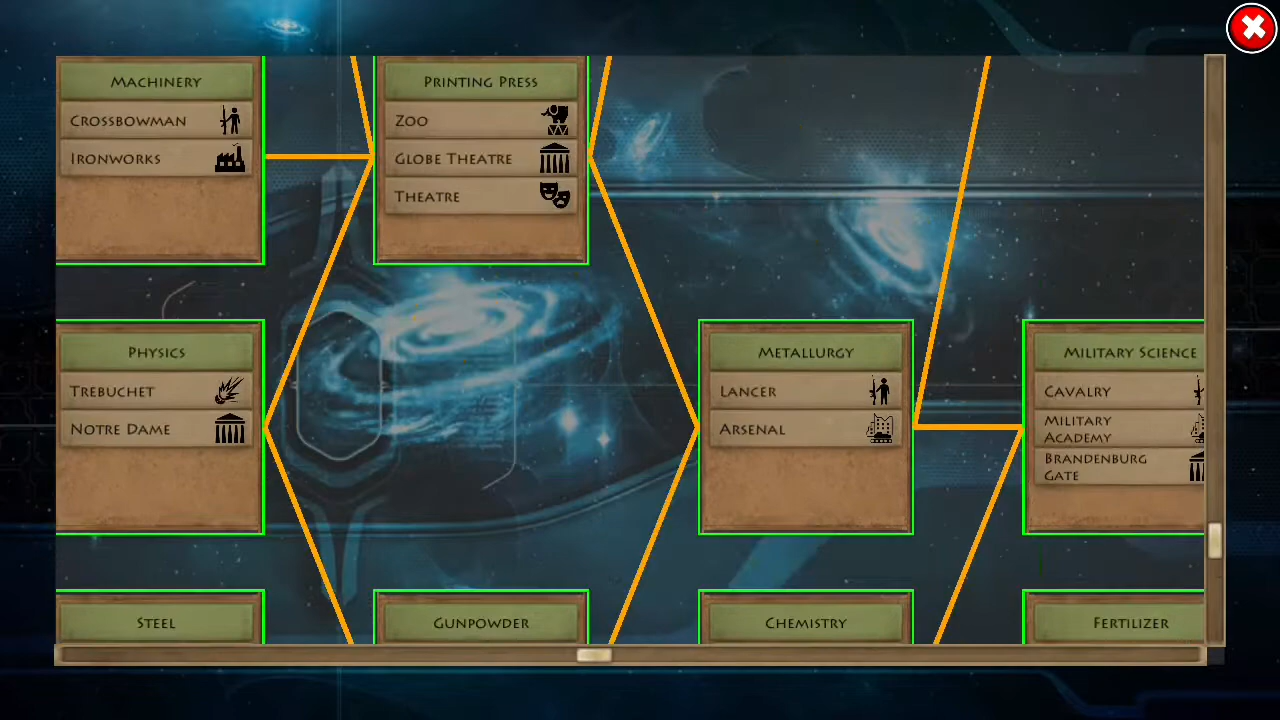 MACHINERY
CROSSBOWMAN
IRONWORKS
PRINTING PRESS
ZOO
GLOBE THEATRE
THEATRE
PHYSICS
TREBUCHET
NOTRE DAME
METALLURGY
LANCER
ARSENAL
MILITARY SCIENCE
CAVALRY
MILITARY
ACADEMY
BRANDENBURG
GATE
STEEL
GUNPOWDER
CHEMISTRY
FERTILIZER